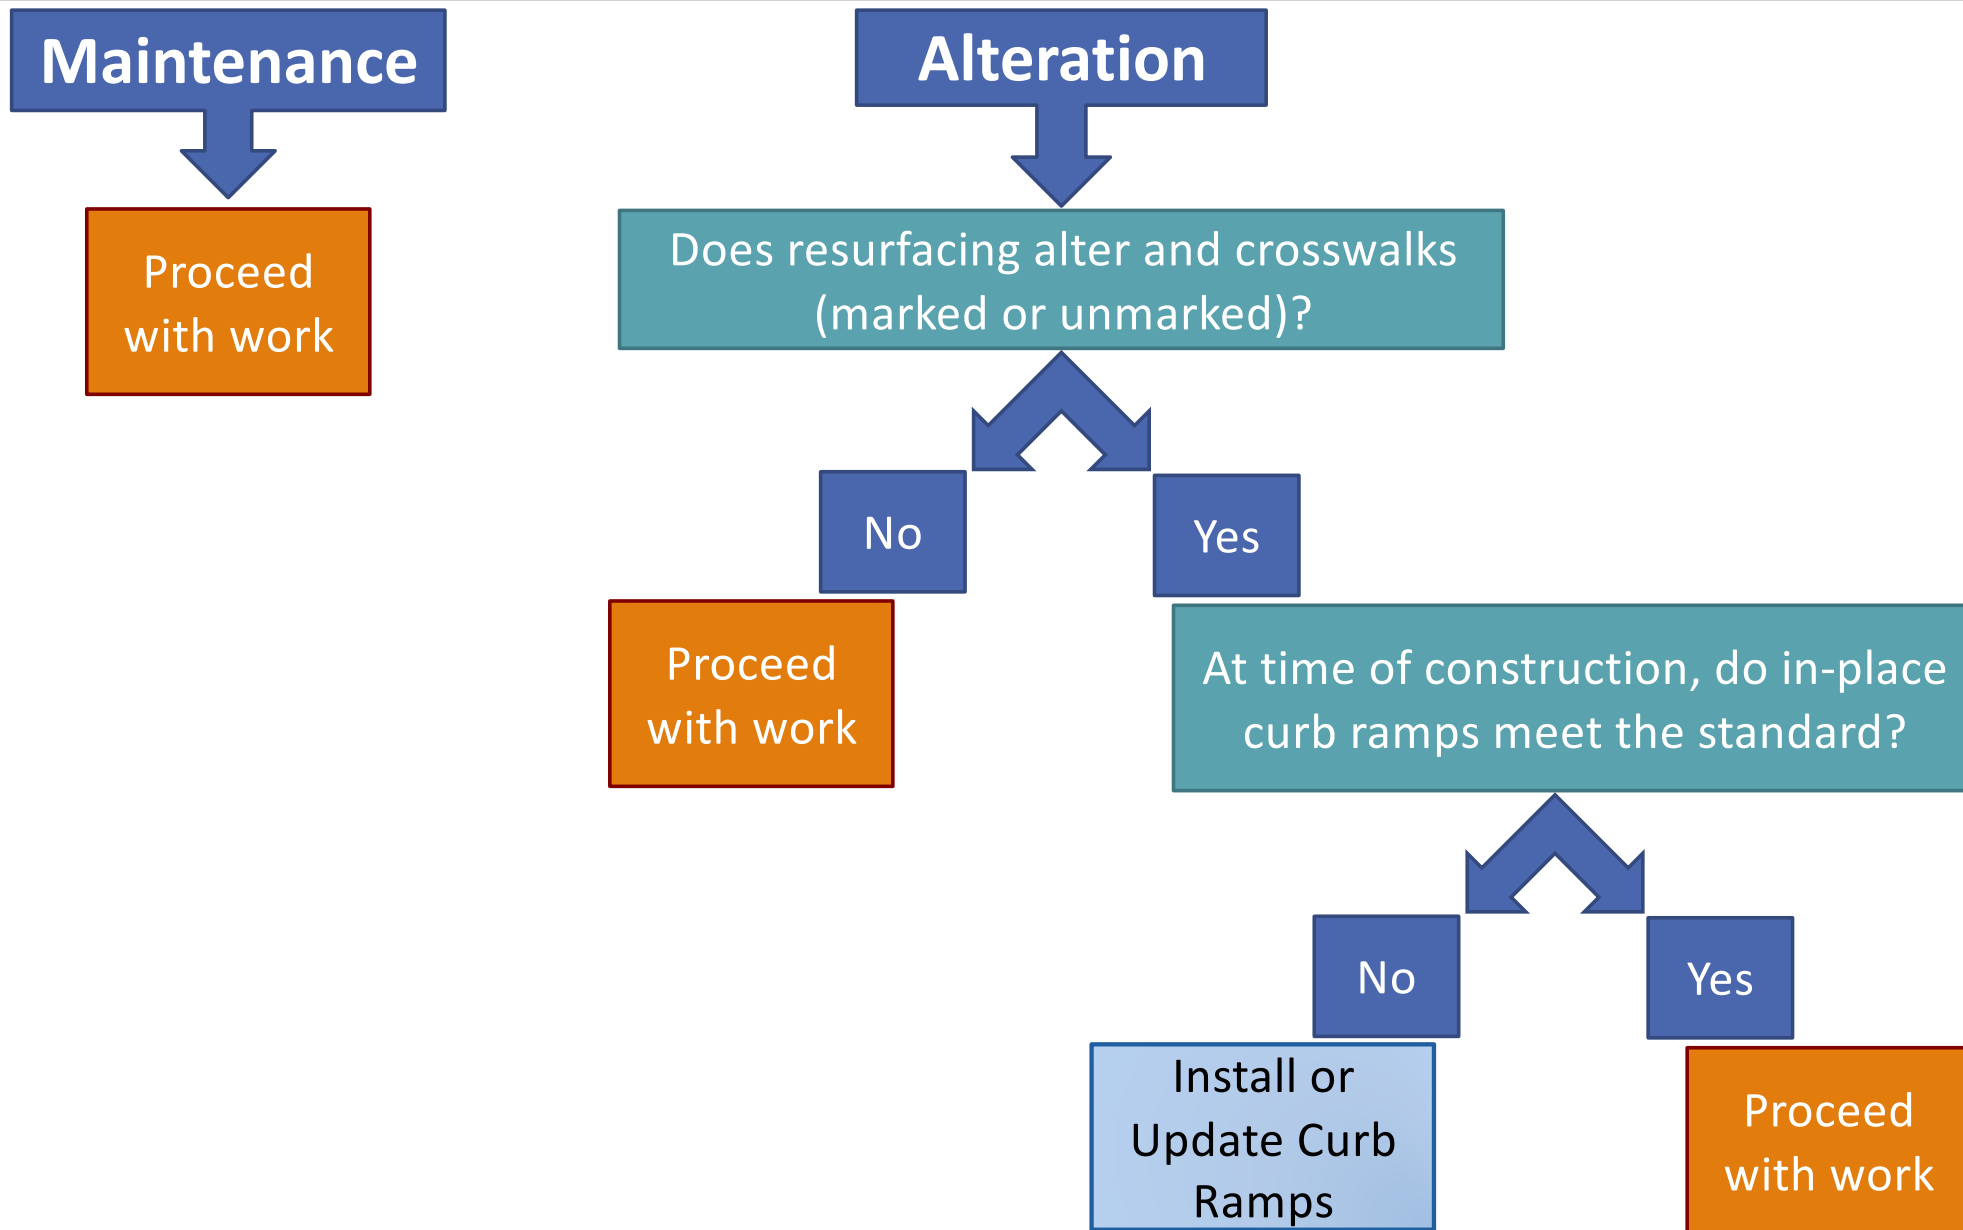 Maintenance
Proceed
with work
Alteration
Does resurfacing alter and crosswalks
(marked or unmarked)?
No
Yes
Proceed
with work
At time of construction, do in-place
curb ramps meet the standard?
No
Yes
Install or
Update Curb
Ramps
Proceed
with work